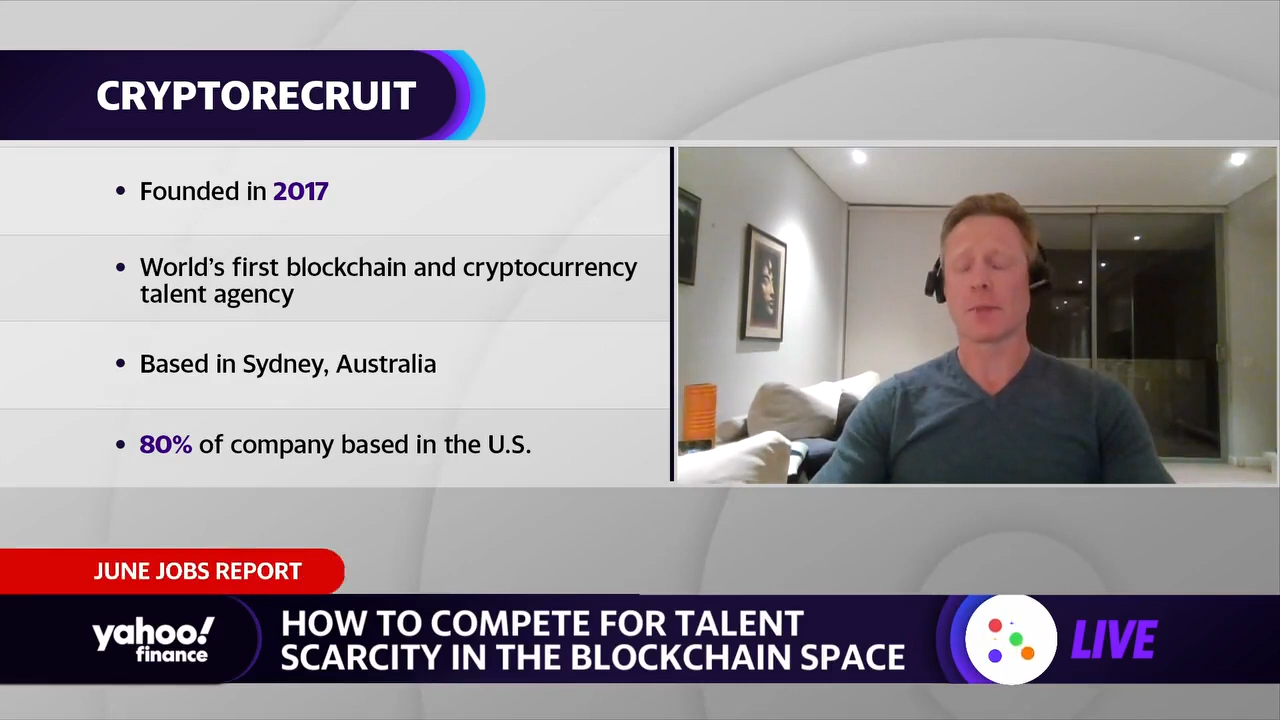 CRYPTORECRUIT
• Founded in 2017
• World's first blockchain and cryptocurrency
talent agency
• Based in Sydney, Australia
• 80% of company based in the U.S.
JUNE JOBS REPORT
yahoo!
finance
HOW TO COMPETE FOR TALENT
SCARCITY IN THE BLOCKCHAIN SPACE
LIVE